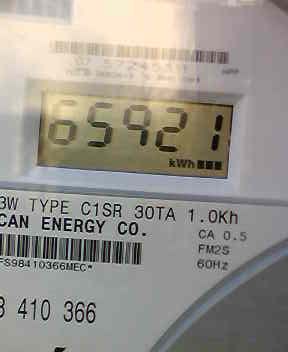 65921
kWh
3W TYPE C1SR 30TA 1.0Kh
CAN ENERGY CO.
CA 0.5
FM2S
FS98410366MEC*
60Hz
3 410 366